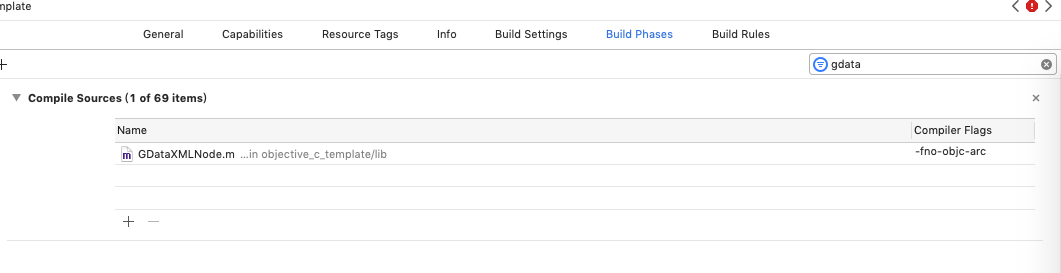 mplate
General Capabilities Resource Tags Info Build Settings Build Phases Build Rules
gdata
Compile Sources (1 of 69 items)
Name Compiler Flags
GDataXMLNode.m ...in objective_c_template/lib -fno-objc-arc